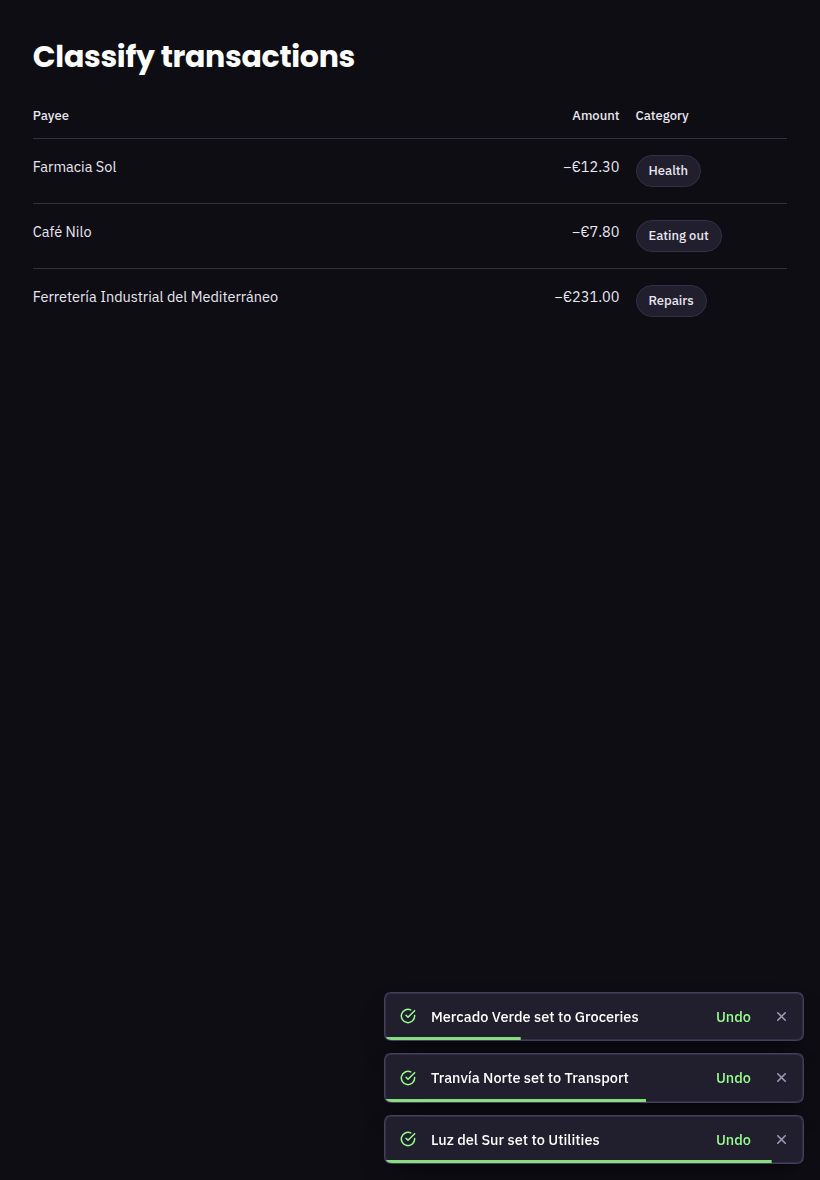 Classify transactions
Payee Amount Category
Farmacia Sol −€12.30 Health
Café Nilo −€7.80 Eating out
Ferretería Industrial del Mediterráneo −€231.00 Repairs
Mercado Verde set to Groceries Undo
Tranvía Norte set to Transport Undo
Luz del Sur set to Utilities Undo